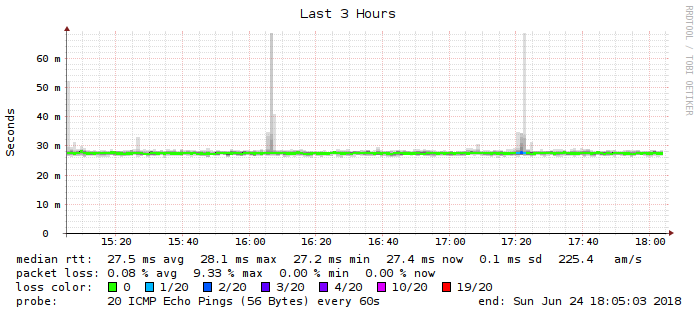 Last 3 Hours
RRDTOOL / TOBI OETIKER
Seconds
60 m
50 m
40 m
30 m
20 m
10 m
0
15:20 15:40 16:00 16:20 16:40 17:00 17:20 17:40 18:00
median rtt: 27.5 ms avg 28.1 ms max 27.2 ms min 27.4 ms now 0.1 ms sd 225.4 am/s
packet loss: 0.08 % avg 9.33 % max 0.00 % min 0.00 % now
loss color: 0 1/20 2/20 3/20 4/20 10/20 19/20
probe: 20 ICMP Echo Pings (56 Bytes) every 60s end: Sun Jun 24 18:05:03 2018